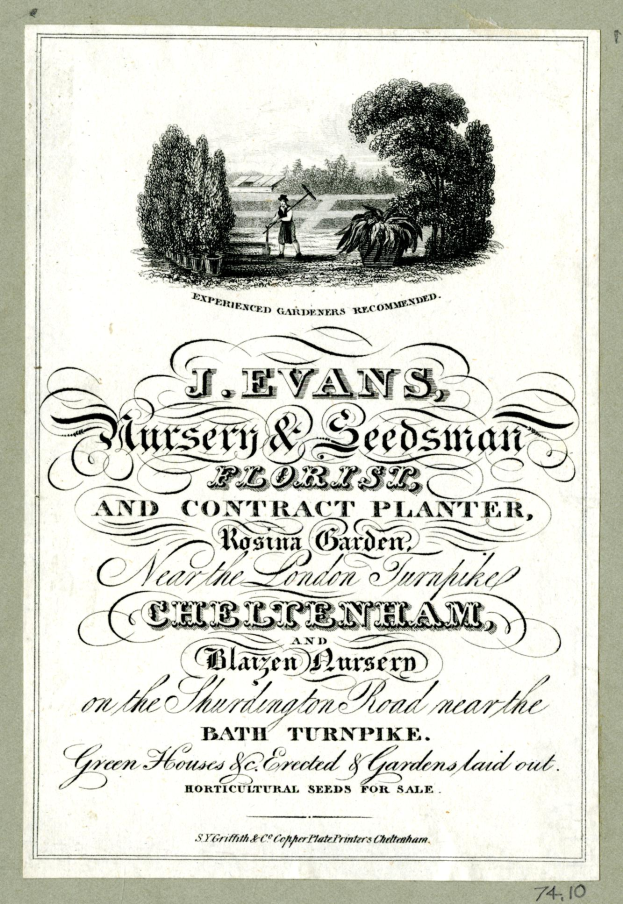 EXPERIENCED GARDENERS RECOMMENDED.
J. EVANS,
Nursery & Seedsman
FLORIST,
AND CONTRACT PLANTER,
Rosina Garden,
Near the London Turnpike
CHELTENHAM,
AND
Blaizen Nursery
on the Shurdington Road near the
BATH TURNPIKE.
Green Houses &c. Erected & Gardens laid out.
HORTICULTURAL SEEDS FOR SALE.
S.Y. Griffith & Co Copper Plate Printers Cheltenham.
74,10